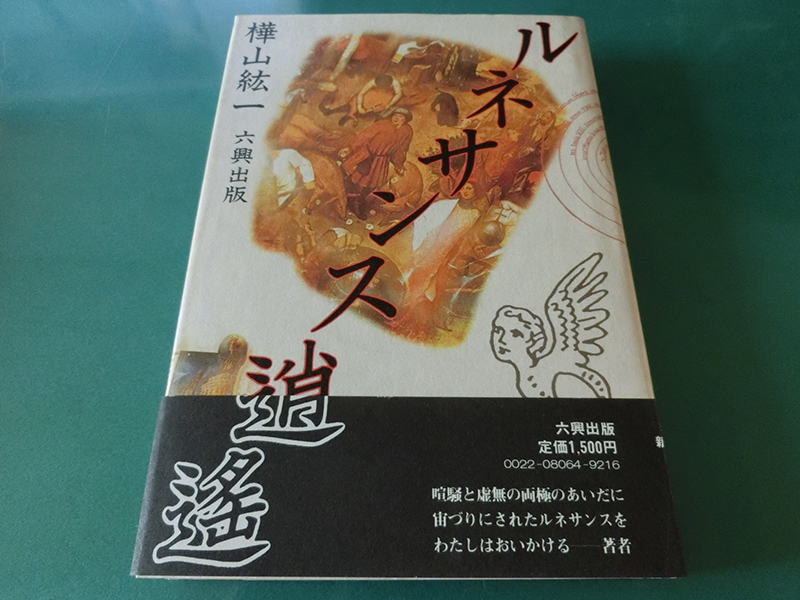 ルネサンス逍遙
樺山紘一
六興出版
六興出版
定価1,500円
0022-08064-9216
喧騒と虚無の両極のあいだに
宙づりにされたルネサンスを
わたしはおいかける──著者